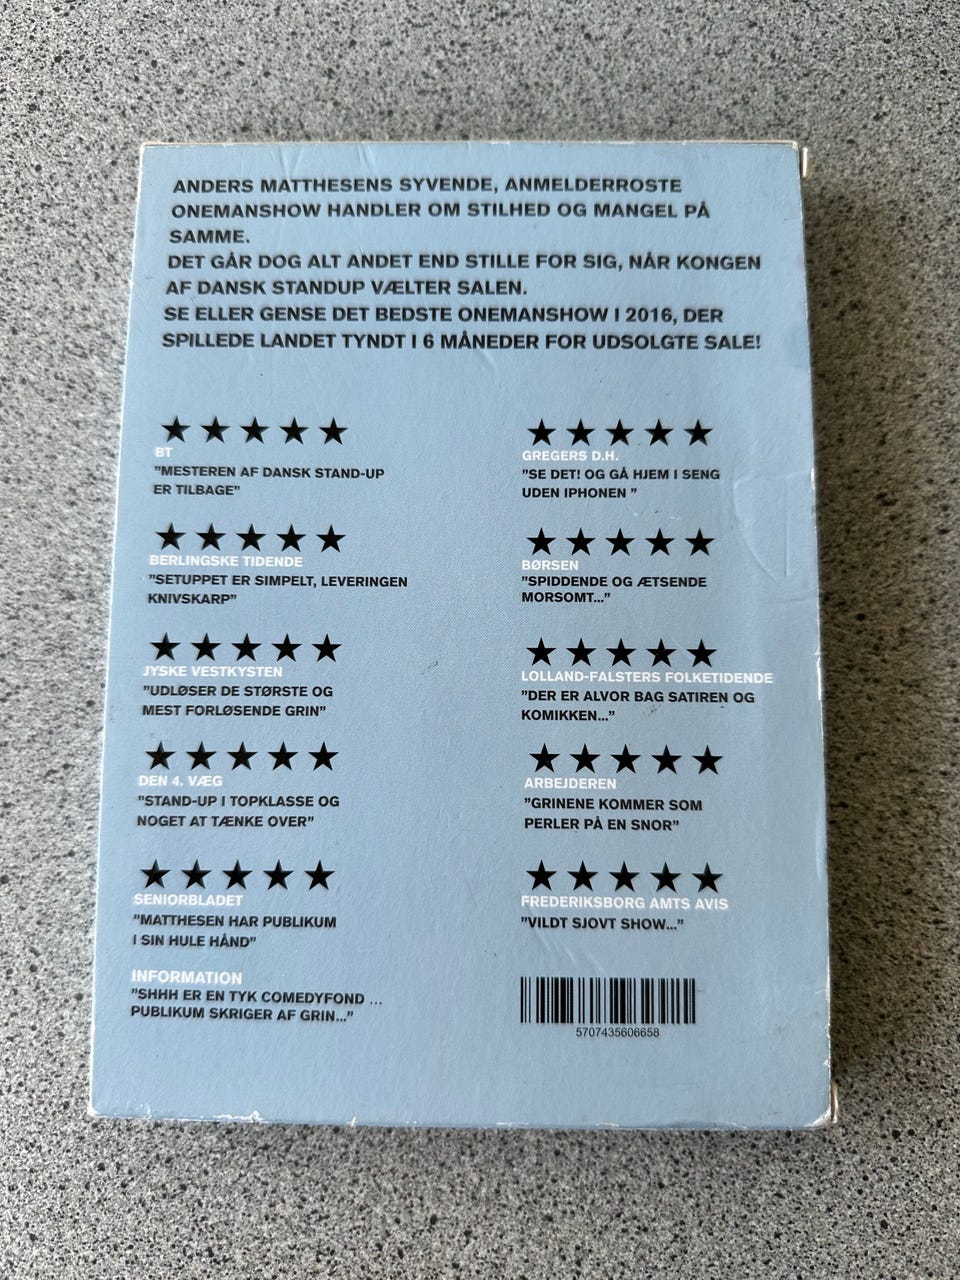 ANDERS MATTHESENS SYVENDE, ANMELDERROSTE
ONEMANSHOW HANDLER OM STILHED OG MANGEL PÅ
SAMME.
DET GÅR DOG ALT ANDET END STILLE FOR SIG, NÅR KONGEN
AF DANSK STANDUP VÆLTER SALEN.
SE ELLER GENSE DET BEDSTE ONEMANSHOW I 2016, DER
SPILLEDE LANDET TYNDT I 6 MÅNEDER FOR UDSOLGTE SALE!
★★★★★
BT
"MESTEREN AF DANSK STAND-UP
ER TILBAGE"
★★★★★
BERLINGSKE TIDENDE
"SETUPPET ER SIMPELT, LEVERINGEN
KNIVSKARP"
★★★★★
JYSKE VESTKYSTEN
"UDLØSER DE STØRSTE OG
MEST FORLØSENDE GRIN"
★★★★★
DEN 4. VÆG
"STAND-UP I TOPKLASSE OG
NOGET AT TÆNKE OVER"
★★★★★
SENIORBLADET
"MATTHESEN HAR PUBLIKUM
I SIN HULE HÅND"
INFORMATION
"SHHH ER EN TYK COMEDYFOND ...
PUBLIKUM SKRIGER AF GRIN..."
★★★★★
GREGERS D.H.
"SE DET! OG GÅ HJEM I SENG
UDEN IPHONEN "
★★★★★
BØRSEN
"SPIDDENDE OG ÆTSENDE
MORSOMT..."
★★★★★
LOLLAND-FALSTERS FOLKETIDENDE
"DER ER ALVOR BAG SATIREN OG
KOMIKKEN..."
★★★★★
ARBEJDEREN
"GRINENE KOMMER SOM
PERLER PÅ EN SNOR"
★★★★★
FREDERIKSBORG AMTS AVIS
"VILDT SJOVT SHOW..."
5707435606658